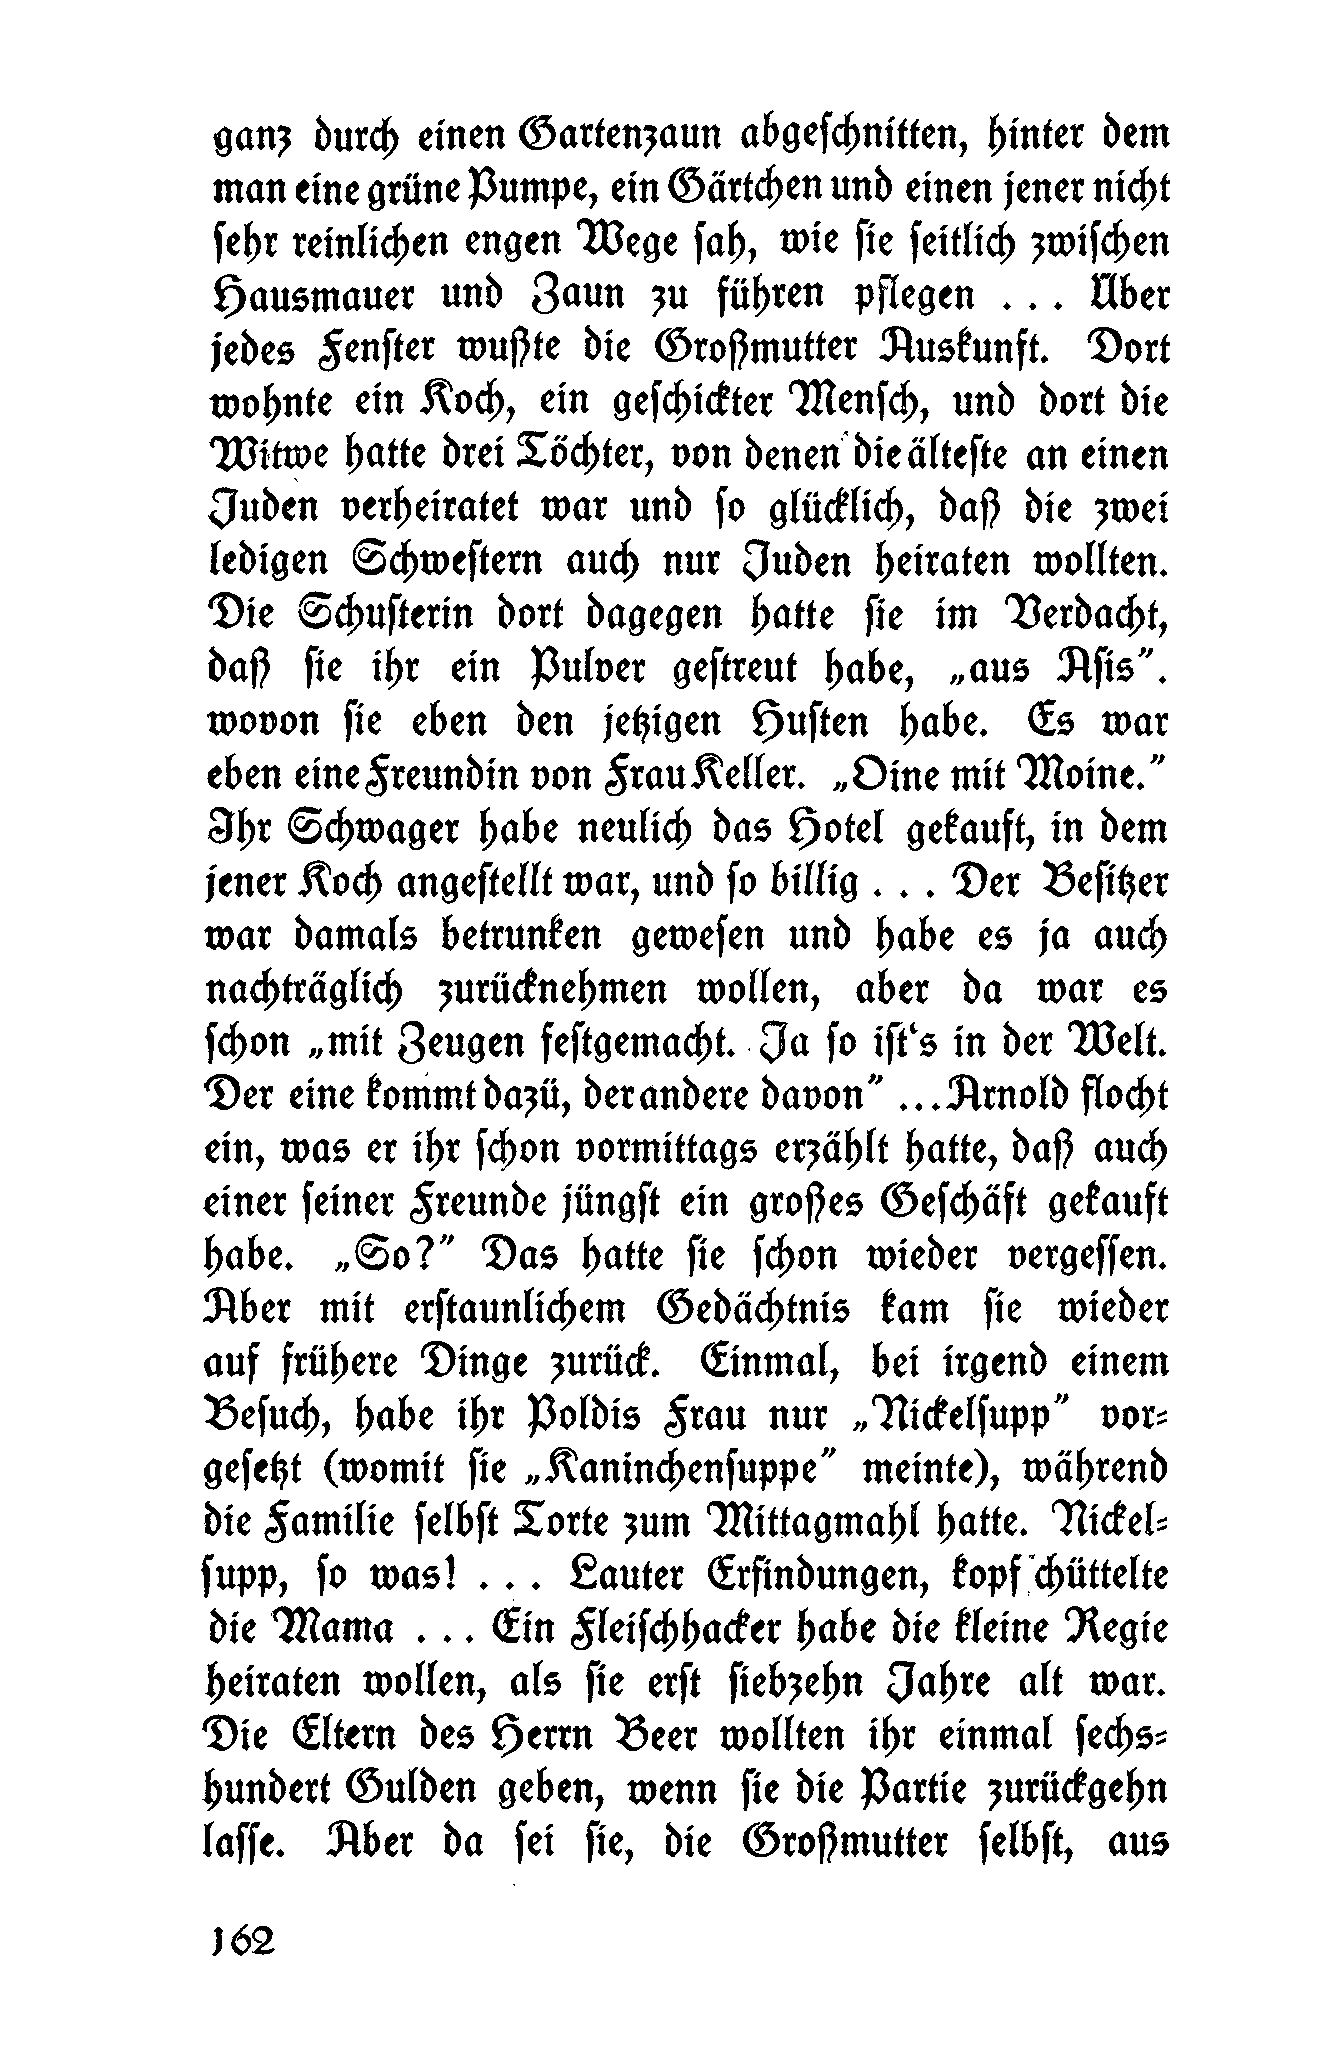 ganz durch einen Gartenzaun abgeschnitten, hinter dem
man eine grüne Pumpe, ein Gärtchen und einen jener nicht
sehr reinlichen engen Wege sah, wie sie seitlich zwischen
Hausmauer und Zaun zu führen pflegen . . . Über
jedes Fenster wußte die Großmutter Auskunft. Dort
wohnte ein Koch, ein geschickter Mensch, und dort die
Witwe hatte drei Töchter, von denen die älteste an einen
Juden verheiratet war und so glücklich, daß die zwei
ledigen Schwestern auch nur Juden heiraten wollten.
Die Schusterin dort dagegen hatte sie im Verdacht,
daß sie ihr ein Pulver gestreut habe, „aus Asis".
wovon sie eben den jetzigen Husten habe. Es war
eben eine Freundin von Frau Keller. „Oine mit Moine."
Ihr Schwager habe neulich das Hotel gekauft, in dem
jener Koch angestellt war, und so billig . . . Der Besitzer
war damals betrunken gewesen und habe es ja auch
nachträglich zurücknehmen wollen, aber da war es
schon „mit Zeugen festgemacht. Ja so ist‘s in der Welt.
Der eine kommt dazü, der andere davon" ...Arnold flocht
ein, was er ihr schon vormittags erzählt hatte, daß auch
einer seiner Freunde jüngst ein großes Geschäft gekauft
habe. „So?" Das hatte sie schon wieder vergessen.
Aber mit erstaunlichem Gedächtnis kam sie wieder
auf frühere Dinge zurück. Einmal, bei irgend einem
Besuch, habe ihr Poldis Frau nur „Nickelsupp" vor-
gesetzt (womit sie „Kaninchensuppe" meinte), während
die Familie selbst Torte zum Mittagmahl hatte. Nickel-
supp, so was! . . . Lauter Erfindungen, kopfschüttelte
die Mama . . . Ein Fleischhacker habe die kleine Regie
heiraten wollen, als sie erst siebzehn Jahre alt war.
Die Eltern des Herrn Beer wollten ihr einmal sechs-
hundert Gulden geben, wenn sie die Partie zurückgehn
lasse. Aber da sei sie, die Großmutter selbst, aus
162